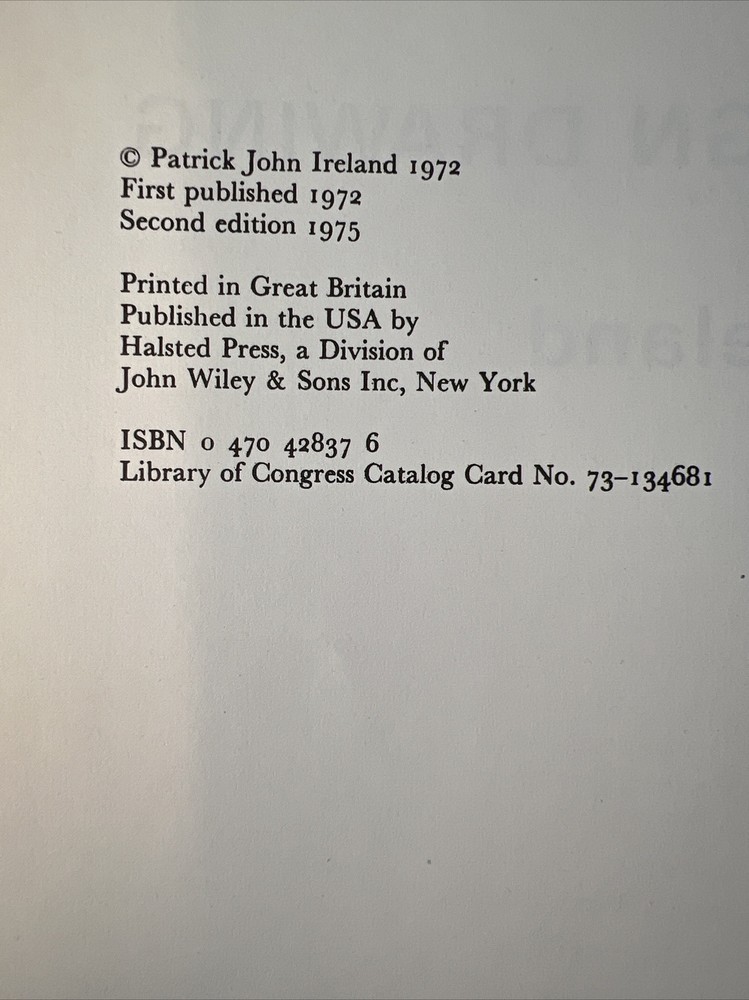 © Patrick John Ireland 1972
First published 1972
Second edition 1975
Printed in Great Britain
Published in the USA by
Halsted Press, a Division of
John Wiley & Sons Inc, New York
ISBN 0 470 42837 6
Library of Congress Catalog Card No. 73–134681